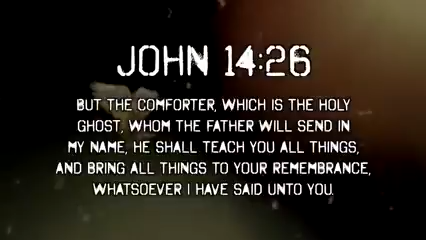 JOHN 14:26
BUT THE COMFORTER, WHICH IS THE HOLY
GHOST, WHOM THE FATHER WILL SEND IN
MY NAME, HE SHALL TEACH YOU ALL THINGS,
AND BRING ALL THINGS TO YOUR REMEMBRANCE,
WHATSOEVER I HAVE SAID UNTO YOU.